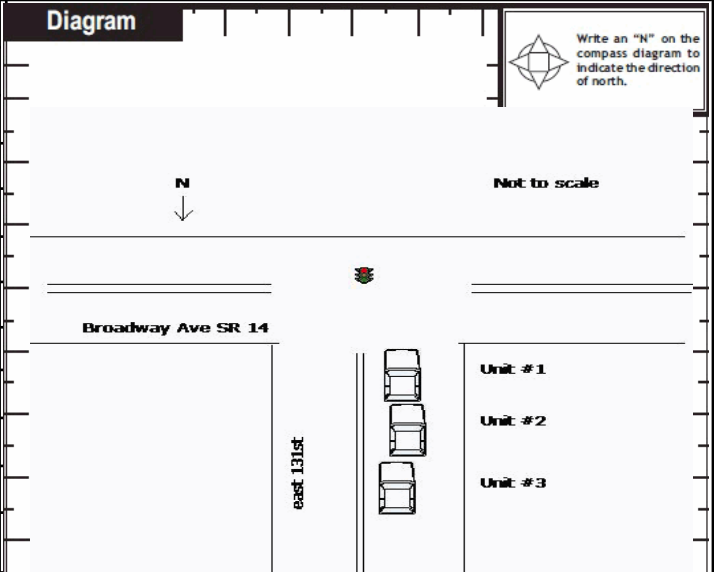 Diagram
Write an “N” on the
compass diagram to
indicate the direction
of north.
N
Not to scale
Broadway Ave SR 14
Unit #1
Unit #2
east 131st
Unit #3